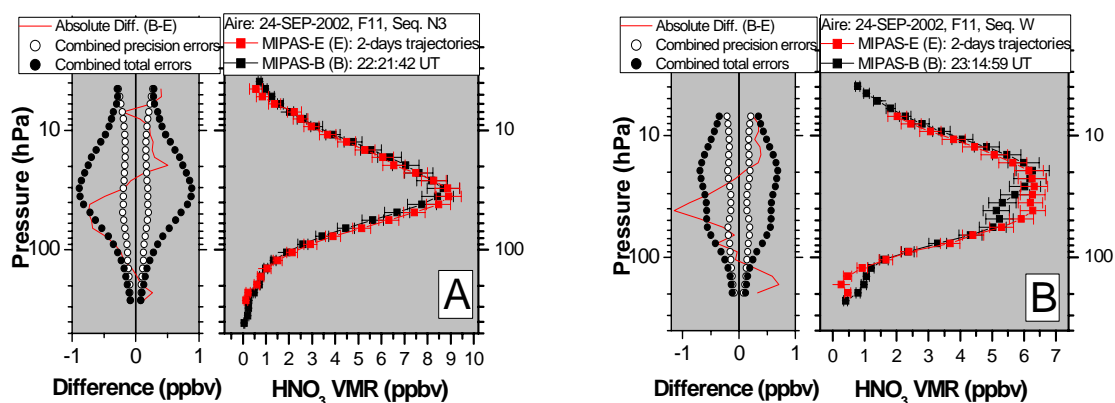 Absolute Diff. (B-E)
Combined precision errors
Combined total errors
Aire: 24-SEP-2002, F11, Seq. N3
MIPAS-E (E): 2-days trajectories
MIPAS-B (B): 22:21:42 UT
Pressure (hPa)
10
100
10
100
A
-1 0 1
0 1 2 3 4 5 6 7 8 9 10
Difference (ppbv)
HNO₃ VMR (ppbv)
Absolute Diff. (B-E)
Combined precision errors
Combined total errors
Aire: 24-SEP-2002, F11, Seq. W
MIPAS-E (E): 2-days trajectories
MIPAS-B (B): 23:14:59 UT
Pressure (hPa)
10
100
10
100
B
-1 0 1
0 1 2 3 4 5 6 7
Difference (ppbv)
HNO₃ VMR (ppbv)